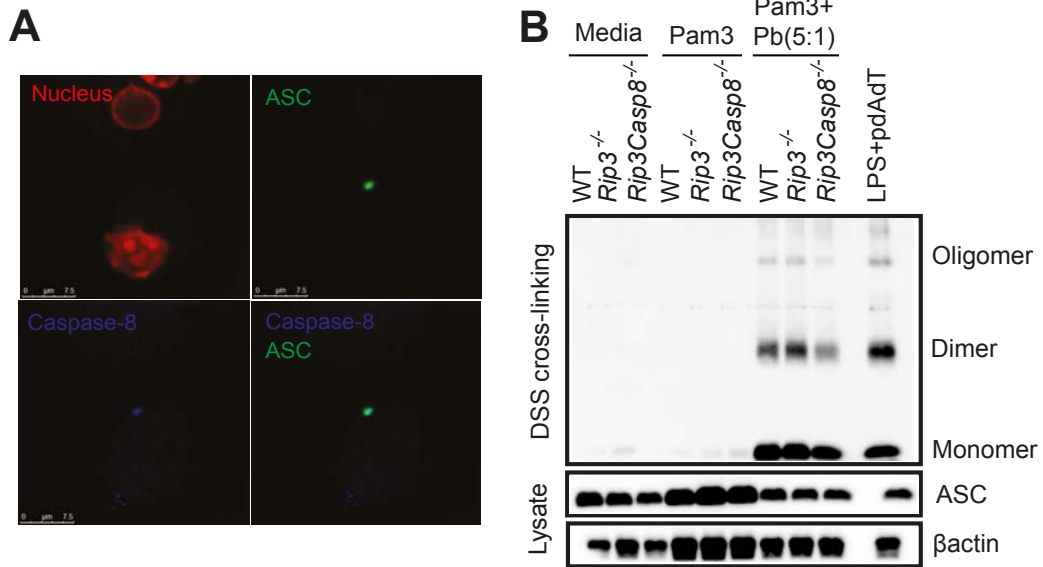 A
Nucleus
ASC
0 µm 7.5
0 µm 7.5
Caspase-8
Caspase-8
ASC
0 µm 7.5
B
Media
Pam3
Pam3+
Pb(5:1)
WT
Rip3-/-
Rip3Casp8-/-
WT
Rip3-/-
Rip3Casp8-/-
WT
Rip3-/-
Rip3Casp8-/-
LPS+pdAdT
DSS cross-linking
Oligomer
Dimer
Monomer
Lysate
ASC
βactin